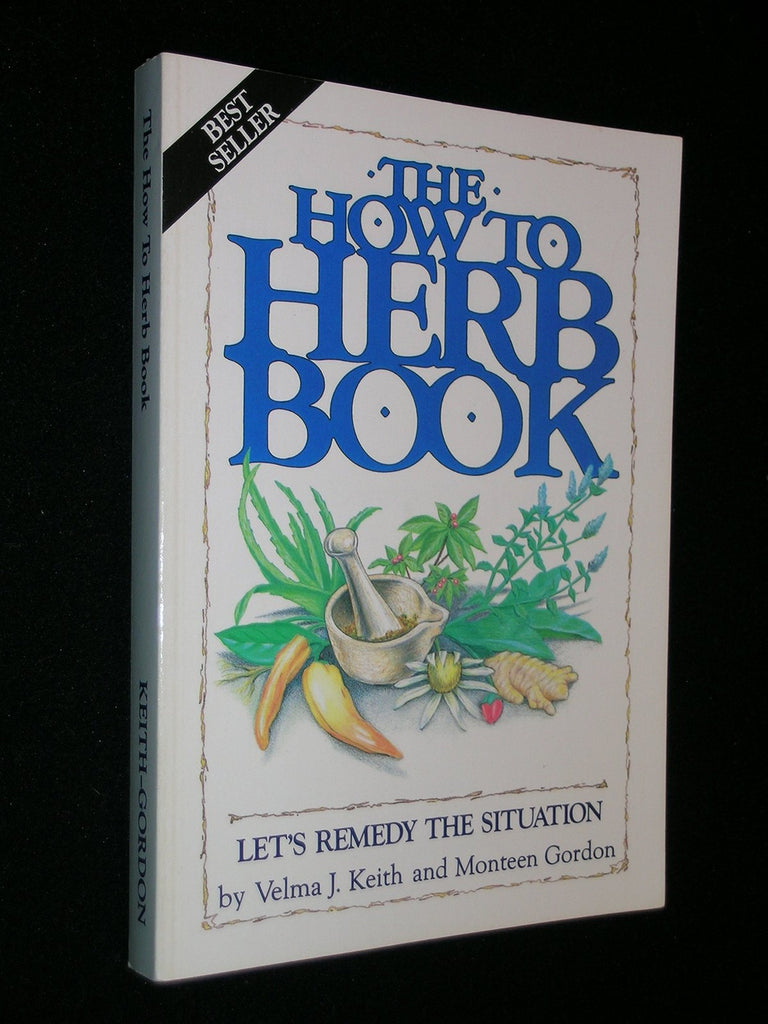 The How To Herb Book
KEITH-GORDON
BEST
SELLER
THE
HOW TO
HERB
BOOK
LET'S REMEDY THE SITUATION
by Velma J. Keith and Monteen Gordon